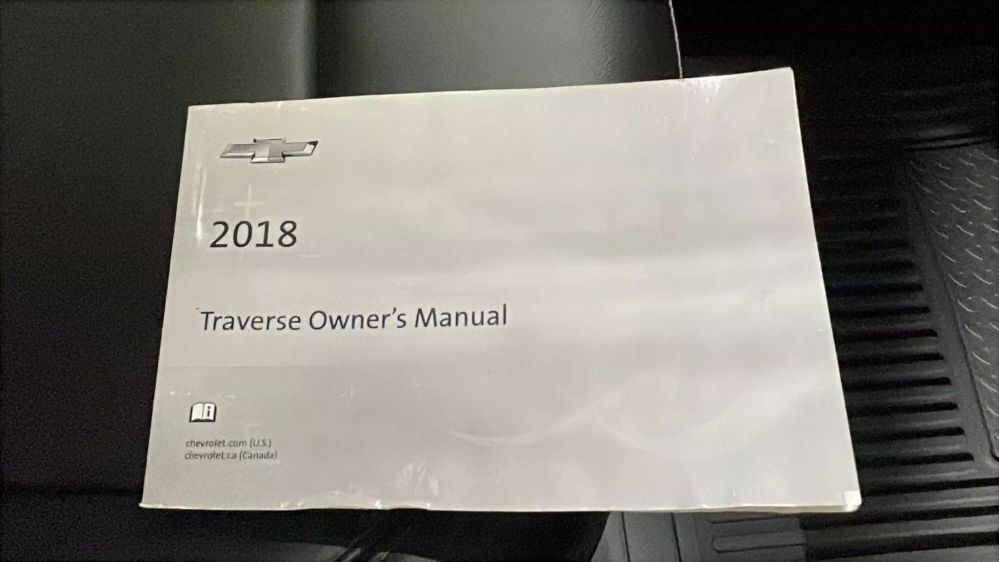 2018
Traverse Owner's Manual
chevrolet.com (U.S.)
chevrolet.ca (Canada)